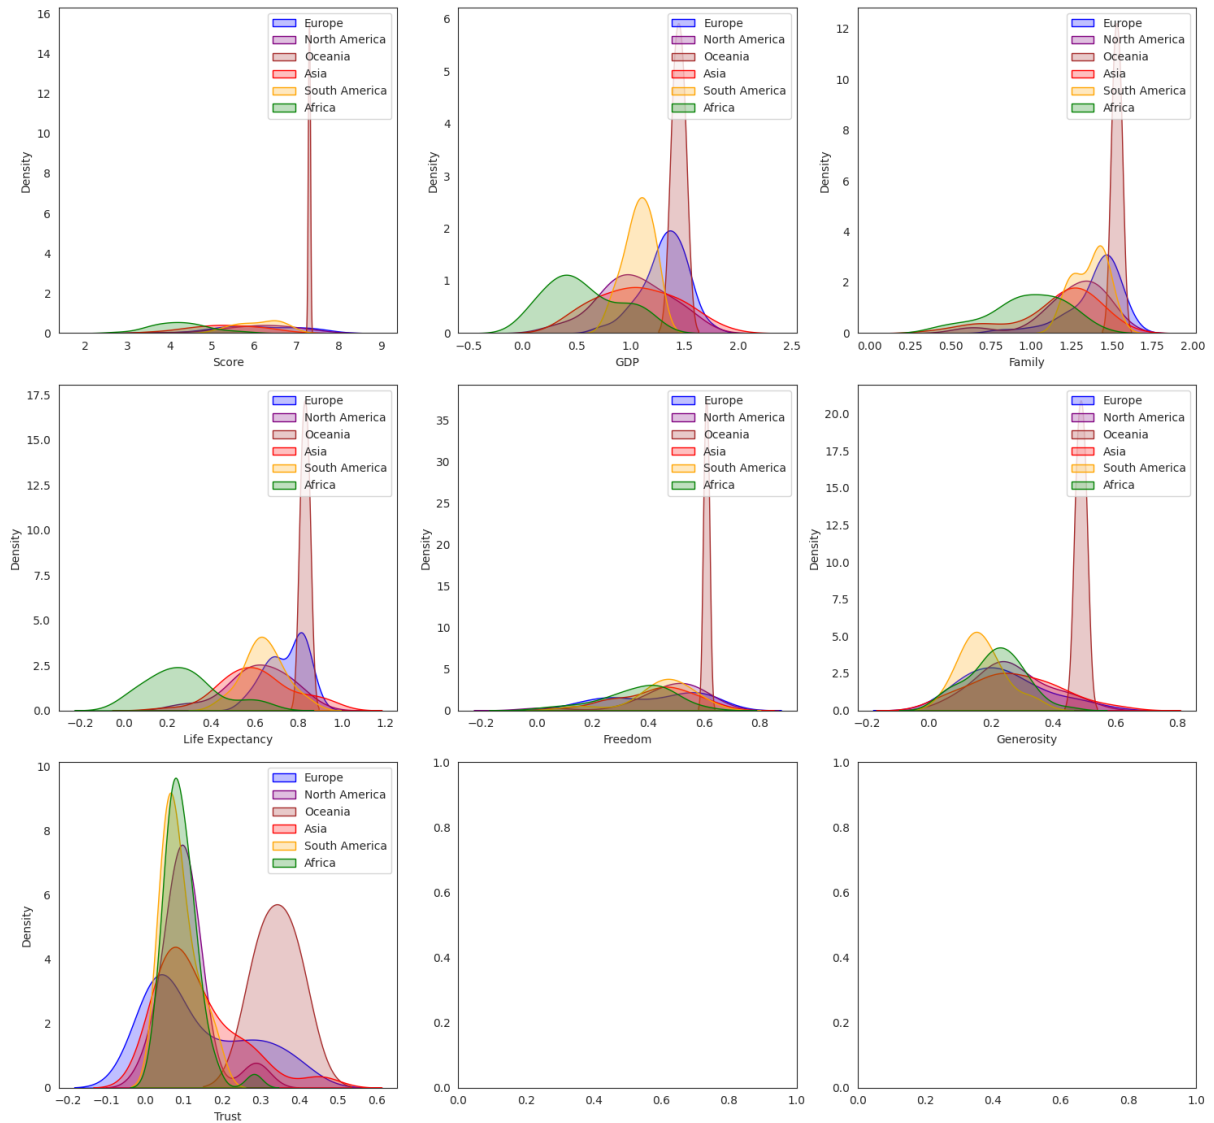 16
14
12
10
8
6
4
2
0
Density
2 3 4 5 6 7 8 9
Score
Europe
North America
Oceania
Asia
South America
Africa
6
5
4
3
2
1
0
Density
−0.5 0.0 0.5 1.0 1.5 2.0 2.5
GDP
Europe
North America
Oceania
Asia
South America
Africa
12
10
8
6
4
2
0
Density
0.00 0.25 0.50 0.75 1.00 1.25 1.50 1.75 2.00
Family
Europe
North America
Oceania
Asia
South America
Africa
17.5
15.0
12.5
10.0
7.5
5.0
2.5
0.0
Density
−0.2 0.0 0.2 0.4 0.6 0.8 1.0 1.2
Life Expectancy
Europe
North America
Oceania
Asia
South America
Africa
35
30
25
20
15
10
5
0
Density
−0.2 0.0 0.2 0.4 0.6 0.8
Freedom
Europe
North America
Oceania
Asia
South America
Africa
20.0
17.5
15.0
12.5
10.0
7.5
5.0
2.5
0.0
Density
−0.2 0.0 0.2 0.4 0.6 0.8
Generosity
Europe
North America
Oceania
Asia
South America
Africa
10
8
6
4
2
0
Density
−0.2 −0.1 0.0 0.1 0.2 0.3 0.4 0.5 0.6
Trust
Europe
North America
Oceania
Asia
South America
Africa
1.0
0.8
0.6
0.4
0.2
0.0
0.0 0.2 0.4 0.6 0.8 1.0
1.0
0.8
0.6
0.4
0.2
0.0
0.0 0.2 0.4 0.6 0.8 1.0